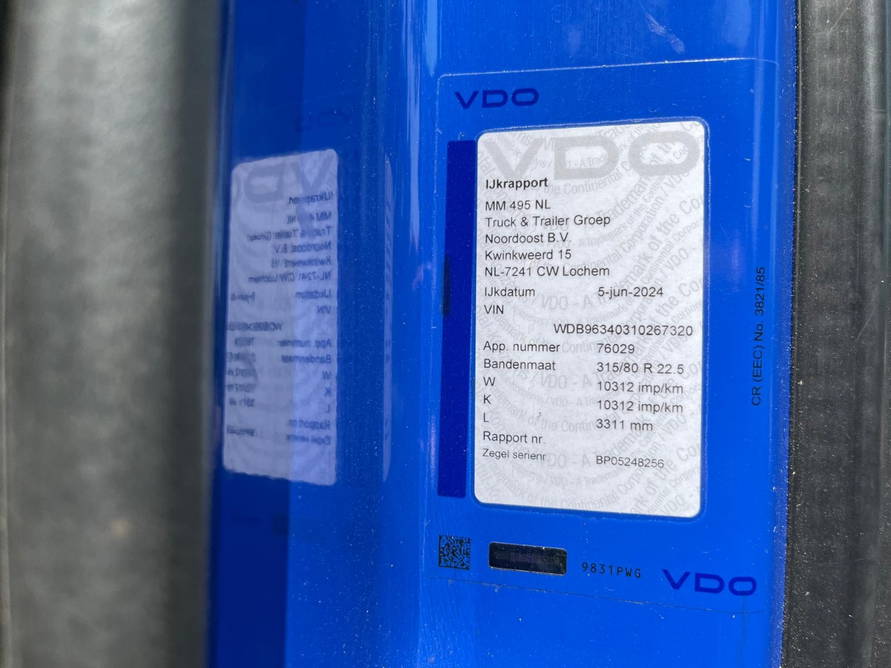 VDO
VDO
IJkrapport
MM 495 NL
Truck & Trailer Groep
Noordoost B.V.
Kwinkweerd 15
NL-7241 CW Lochem
IJkdatum 5-jun-2024
VIN
WDB96340310267320
App. nummer 76029
Bandenmaat 315/80 R 22.5
W 10312 imp/km
K 10312 imp/km
L 3311 mm
Rapport nr
Zegel serienr BP05248256
CR (EEC) No. 3821/85
9831PWG
VDO